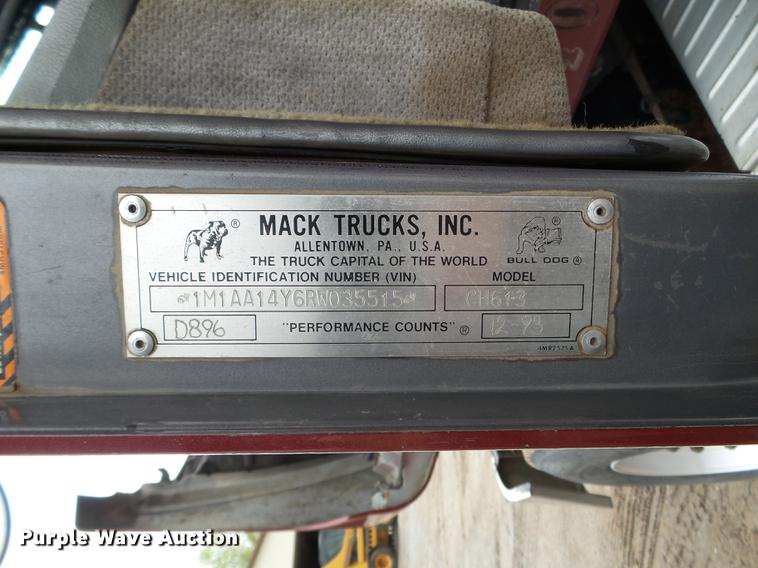 MACK TRUCKS, INC.
ALLENTOWN, PA., U.S.A.
THE TRUCK CAPITAL OF THE WORLD
BULL DOG ®
VEHICLE IDENTIFICATION NUMBER (VIN) MODEL
1M1AA14Y6RW035515 CH613
D896 "PERFORMANCE COUNTS" ® 12-93
Purple Wave Auction